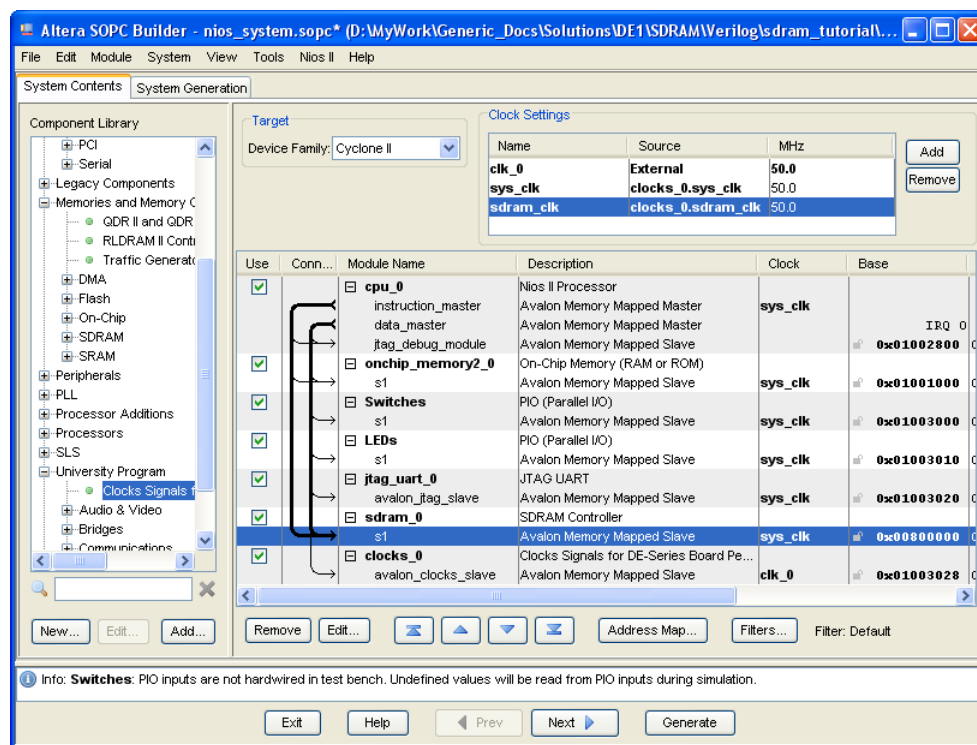 Altera SOPC Builder - nios_system.sopc* (D:\MyWork\Generic_Docs\Solutions\DE1\SDRAM\Verilog\sdram_tutorial\...
File Edit Module System View Tools Nios II Help
System Contents System Generation
Component Library
PCI
Serial
Legacy Components
Memories and Memory C
QDR II and QDR
RLDRAM II Contr
Traffic Generato
DMA
Flash
On-Chip
SDRAM
SRAM
Peripherals
PLL
Processor Additions
Processors
SLS
University Program
Clocks Signals f
Audio & Video
Bridges
Communications
New... Edit... Add...
Target
Device Family: Cyclone II
Clock Settings
Name Source MHz
clk_0 External 50.0
sys_clk clocks_0.sys_clk 50.0
sdram_clk clocks_0.sdram_clk 50.0
Add
Remove
Use Conn... Module Name Description Clock Base
cpu_0 Nios II Processor
instruction_master Avalon Memory Mapped Master sys_clk
data_master Avalon Memory Mapped Master IRQ 0
jtag_debug_module Avalon Memory Mapped Slave 0x01002800
onchip_memory2_0 On-Chip Memory (RAM or ROM)
s1 Avalon Memory Mapped Slave sys_clk 0x01001000
Switches PIO (Parallel I/O)
s1 Avalon Memory Mapped Slave sys_clk 0x01003000
LEDs PIO (Parallel I/O)
s1 Avalon Memory Mapped Slave sys_clk 0x01003010
jtag_uart_0 JTAG UART
avalon_jtag_slave Avalon Memory Mapped Slave sys_clk 0x01003020
sdram_0 SDRAM Controller
s1 Avalon Memory Mapped Slave sys_clk 0x00800000
clocks_0 Clocks Signals for DE-Series Board Pe...
avalon_clocks_slave Avalon Memory Mapped Slave clk_0 0x01003028
Remove Edit... Address Map... Filters... Filter: Default
Info: Switches: PIO inputs are not hardwired in test bench. Undefined values will be read from PIO inputs during simulation.
Exit Help Prev Next Generate